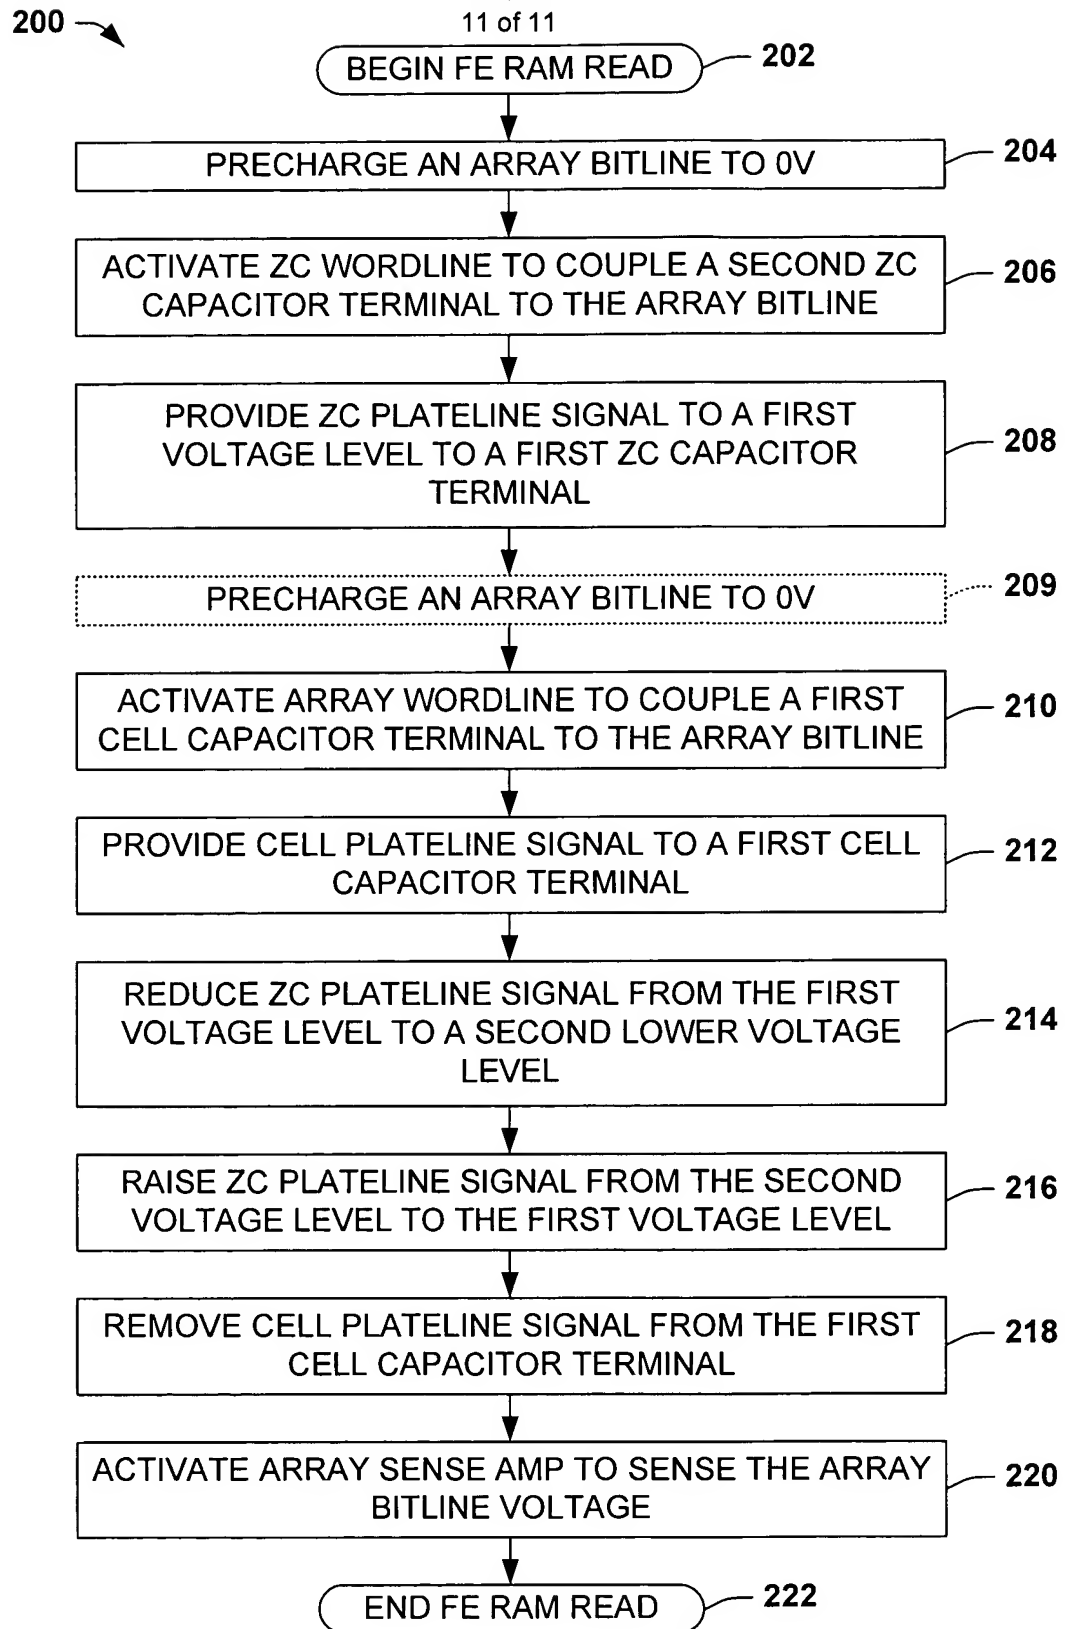 200
11 of 11
BEGIN FE RAM READ
202
PRECHARGE AN ARRAY BITLINE TO 0V
204
ACTIVATE ZC WORDLINE TO COUPLE A SECOND ZC
CAPACITOR TERMINAL TO THE ARRAY BITLINE
206
PROVIDE ZC PLATELINE SIGNAL TO A FIRST
VOLTAGE LEVEL TO A FIRST ZC CAPACITOR
TERMINAL
208
PRECHARGE AN ARRAY BITLINE TO 0V
209
ACTIVATE ARRAY WORDLINE TO COUPLE A FIRST
CELL CAPACITOR TERMINAL TO THE ARRAY BITLINE
210
PROVIDE CELL PLATELINE SIGNAL TO A FIRST CELL
CAPACITOR TERMINAL
212
REDUCE ZC PLATELINE SIGNAL FROM THE FIRST
VOLTAGE LEVEL TO A SECOND LOWER VOLTAGE
LEVEL
214
RAISE ZC PLATELINE SIGNAL FROM THE SECOND
VOLTAGE LEVEL TO THE FIRST VOLTAGE LEVEL
216
REMOVE CELL PLATELINE SIGNAL FROM THE FIRST
CELL CAPACITOR TERMINAL
218
ACTIVATE ARRAY SENSE AMP TO SENSE THE ARRAY
BITLINE VOLTAGE
220
END FE RAM READ
222